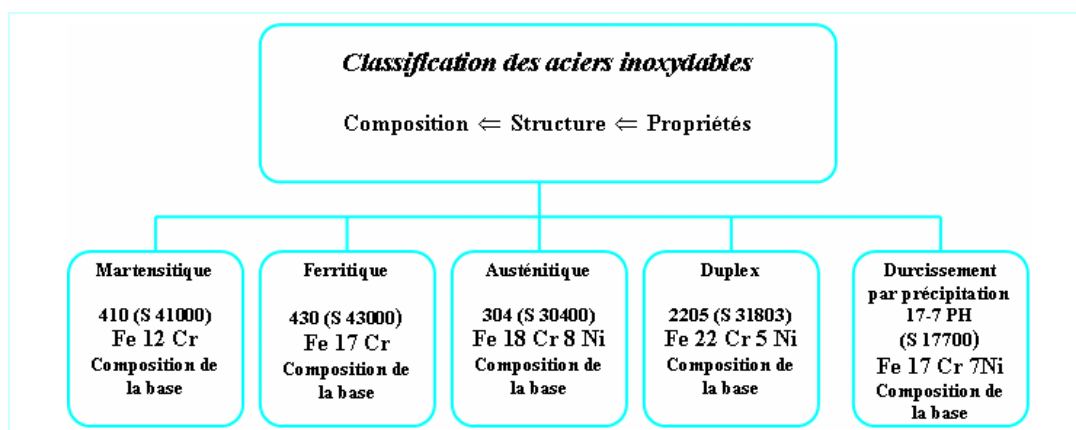 Classification des aciers inoxydables
Composition ⇐ Structure ⇐ Propriétés
Martensitique
410 (S 41000)
Fe 12 Cr
Composition de
la base
Ferritique
430 (S 43000)
Fe 17 Cr
Composition de
la base
Austénitique
304 (S 30400)
Fe 18 Cr 8 Ni
Composition de
la base
Duplex
2205 (S 31803)
Fe 22 Cr 5 Ni
Composition de
la base
Durcissement
par précipitation
17-7 PH
(S 17700)
Fe 17 Cr 7Ni
Composition de
la base